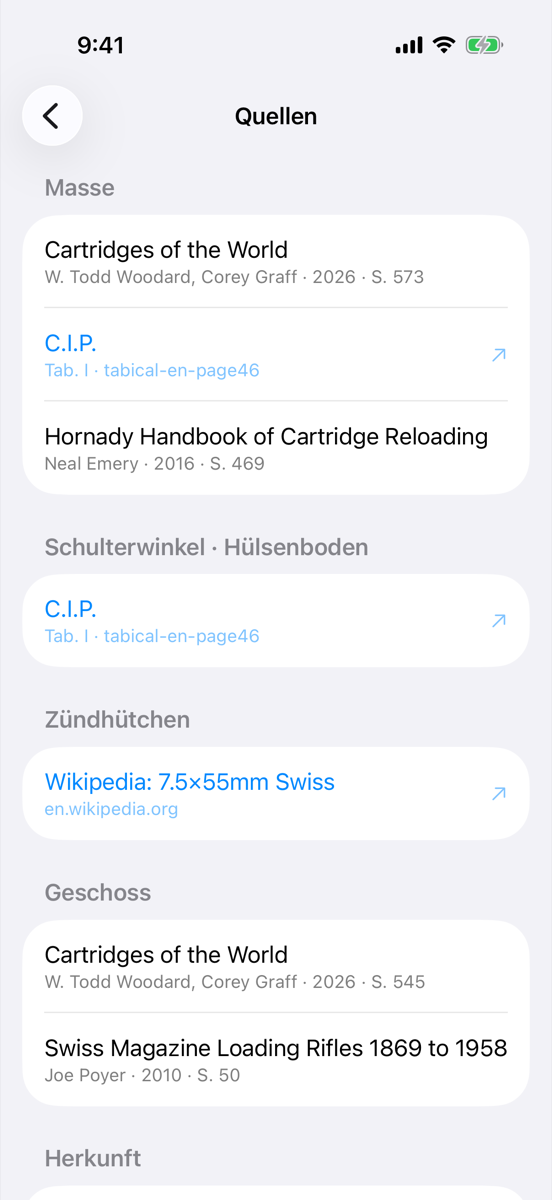 9:41
Quellen
Masse
Cartridges of the World
W. Todd Woodard, Corey Graff · 2026 · S. 573
C.I.P.
Tab. I · tabical-en-page46
Hornady Handbook of Cartridge Reloading
Neal Emery · 2016 · S. 469
Schulterwinkel · Hülsenboden
C.I.P.
Tab. I · tabical-en-page46
Zündhütchen
Wikipedia: 7.5×55mm Swiss
en.wikipedia.org
Geschoss
Cartridges of the World
W. Todd Woodard, Corey Graff · 2026 · S. 545
Swiss Magazine Loading Rifles 1869 to 1958
Joe Poyer · 2010 · S. 50
Herkunft